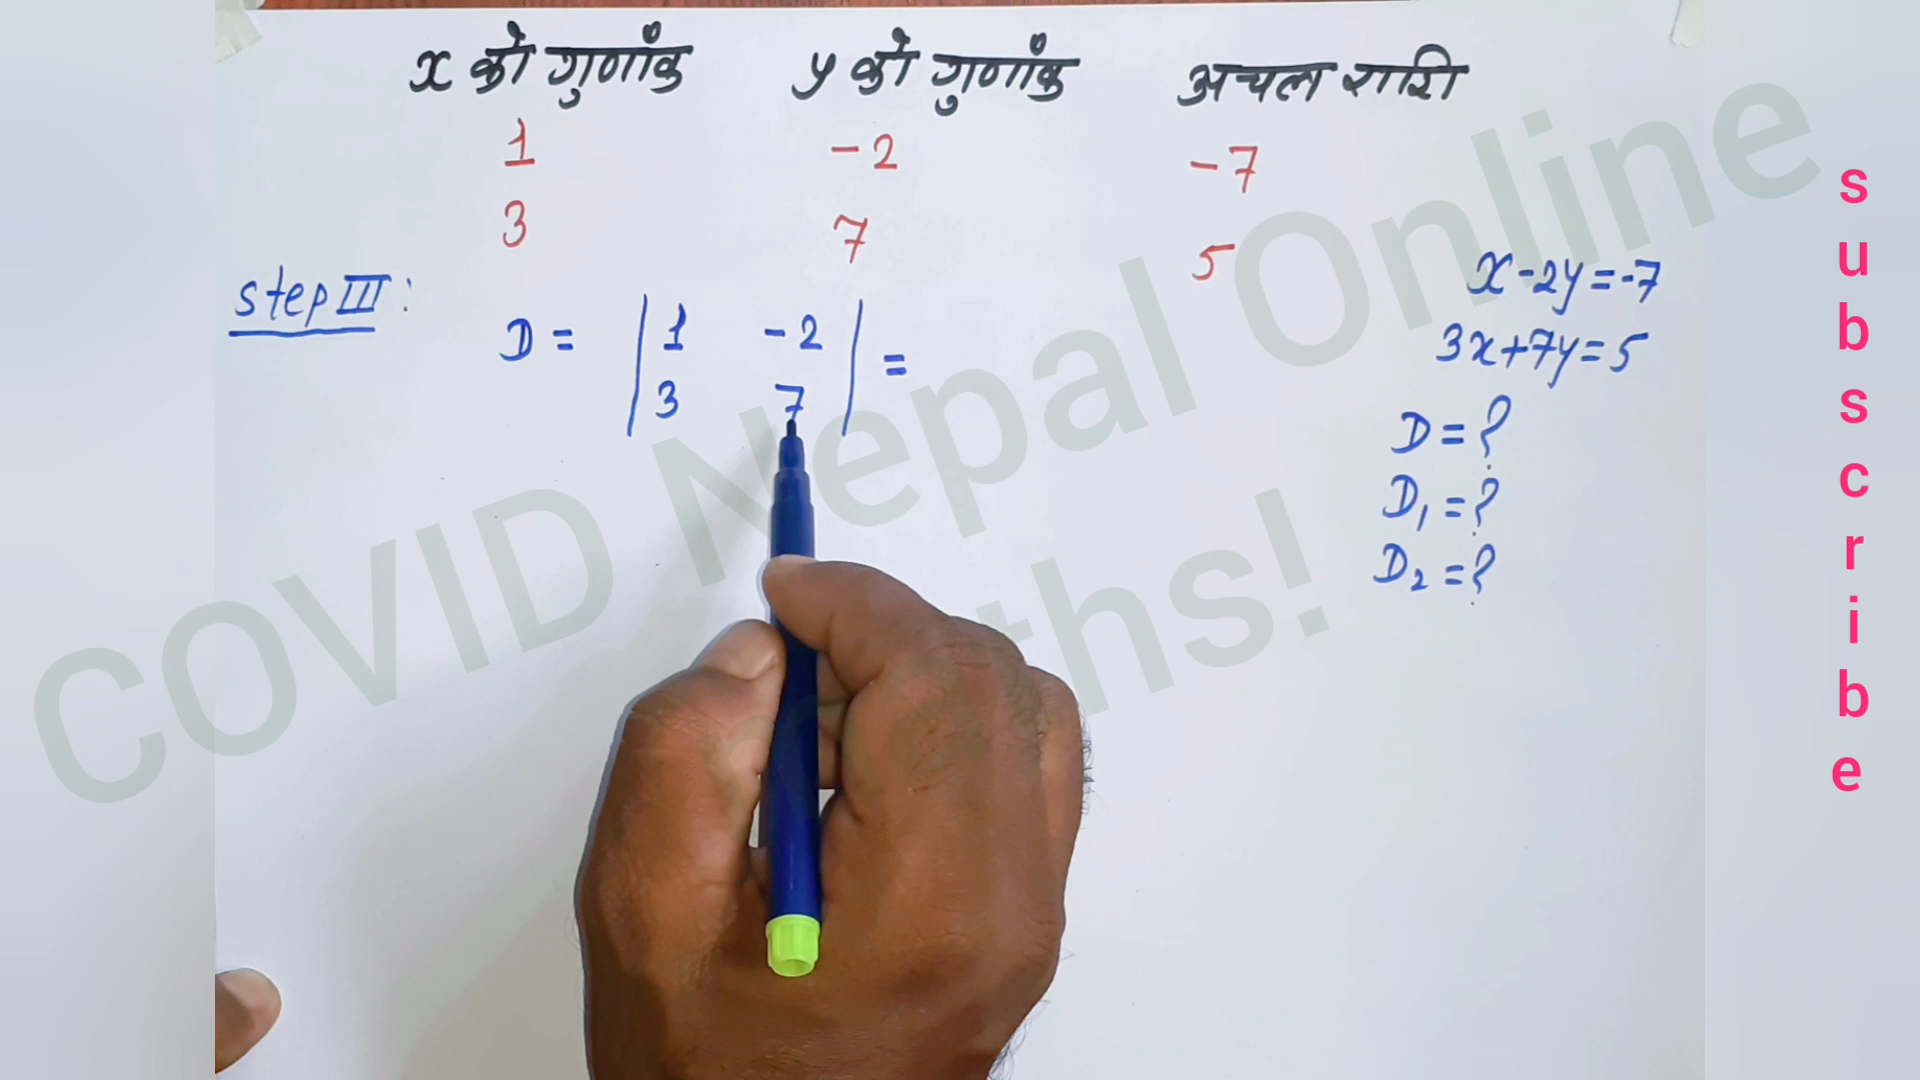 x को गुणांक y को गुणांक अचल राशि
1 -2 -7
3 7 5
step III :
D = | 1 -2 | =
| 3 7 |
x - 2y = -7
3x + 7y = 5
D = ?
D₁ = ?
D₂ = ?
COVID Nepal Online
maths!
subscribe